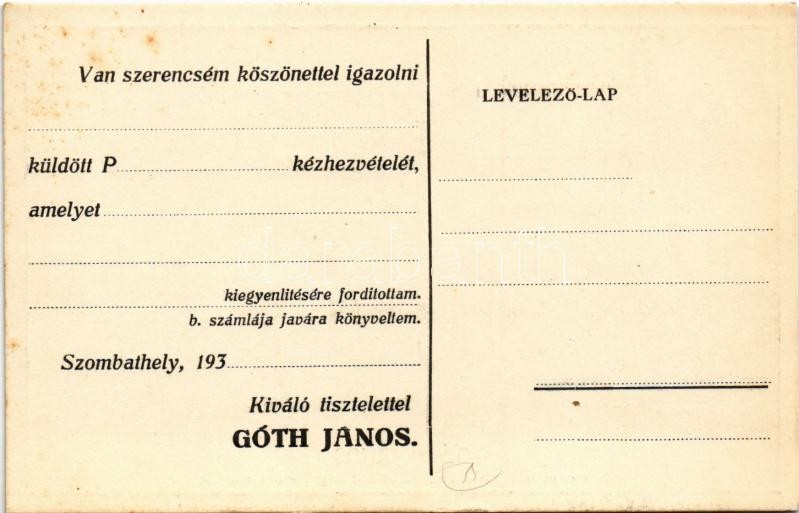 Van szerencsém köszönettel igazolni
küldött P kézhezvételét,
amelyet
kiegyenlitésére forditottam.
b. számlája javára könyveltem.
Szombathely, 193
Kiváló tisztelettel
GÓTH JÁNOS.
LEVELEZŐ-LAP
darabanth